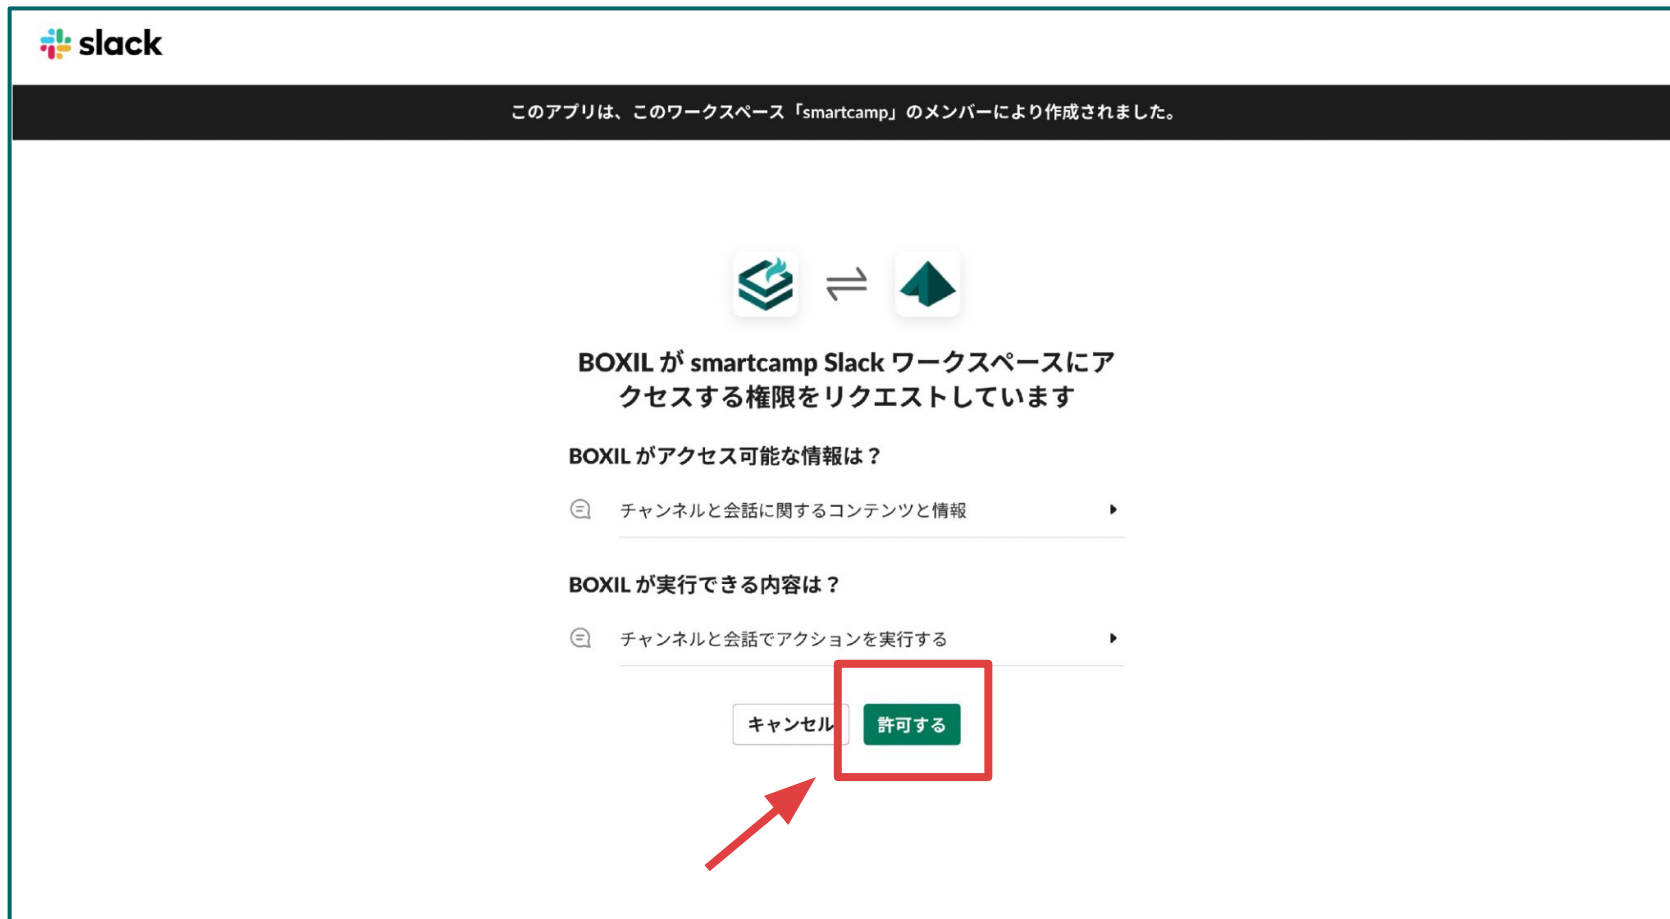 slack
このアプリは、このワークスペース「smartcamp」のメンバーにより作成されました。
BOXIL が smartcamp Slack ワークスペースにア
クセスする権限をリクエストしています
BOXIL がアクセス可能な情報は？
チャンネルと会話に関するコンテンツと情報
BOXIL が実行できる内容は？
チャンネルと会話でアクションを実行する
キャンセル
許可する